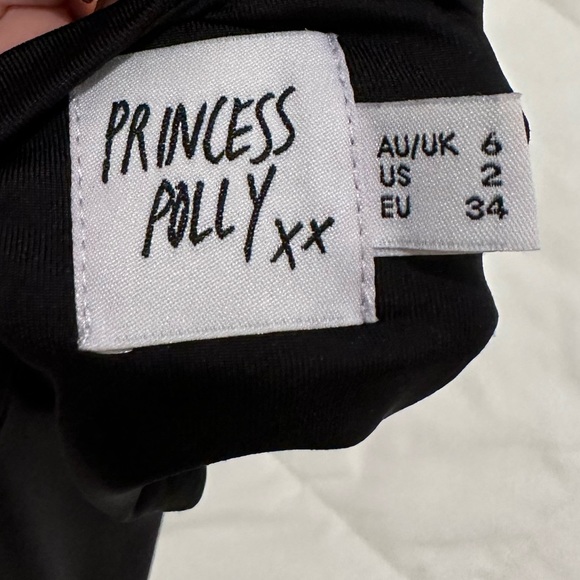 PRINCESS
POLLY xx
AU/UK 6
US 2
EU 34